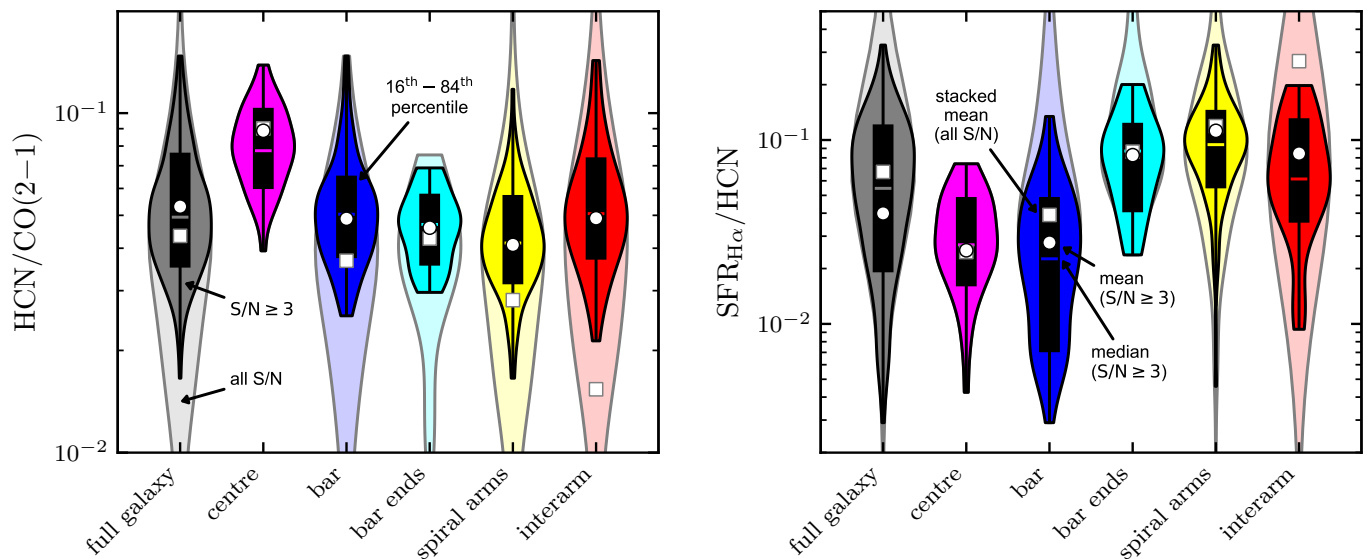 HCN/CO(2−1)
10⁻¹
10⁻²
16ᵗʰ − 84ᵗʰ
percentile
S/N ≥ 3
all S/N
full galaxy
centre
bar
bar ends
spiral arms
interarm
SFR_Hα/HCN
10⁻¹
10⁻²
stacked
mean
(all S/N)
mean
(S/N ≥ 3)
median
(S/N ≥ 3)
full galaxy
centre
bar
bar ends
spiral arms
interarm